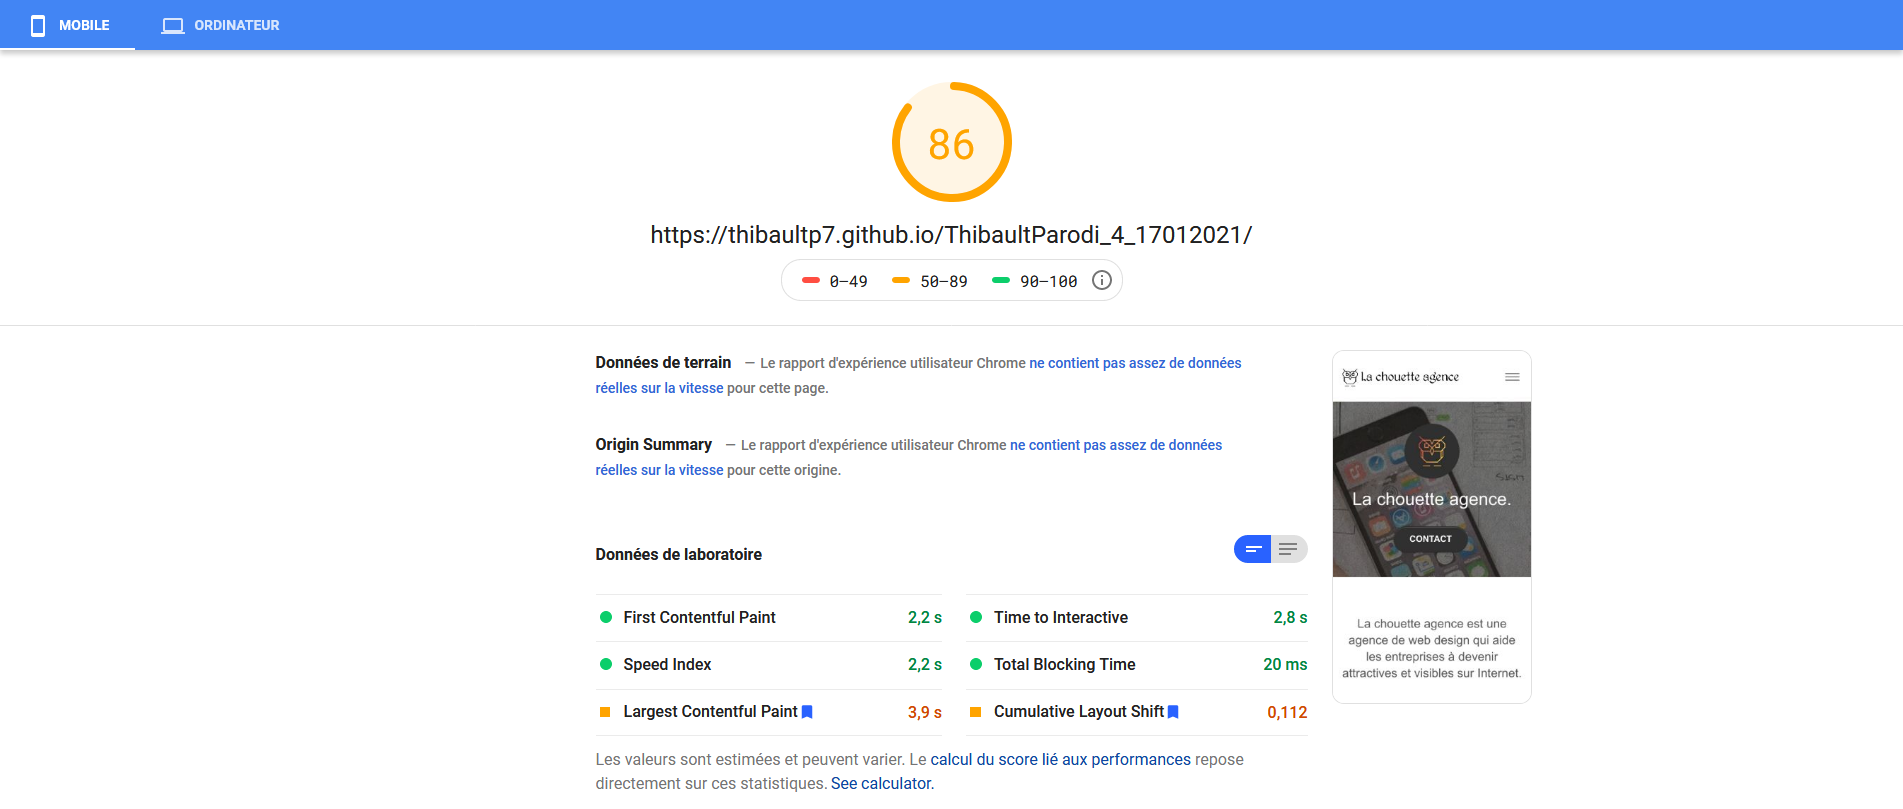 MOBILE
ORDINATEUR
86
https://thibaultp7.github.io/ThibaultParodi_4_17012021/
0–49
50–89
90–100
Données de terrain — Le rapport d'expérience utilisateur Chrome ne contient pas assez de données
réelles sur la vitesse pour cette page.
Origin Summary — Le rapport d'expérience utilisateur Chrome ne contient pas assez de données
réelles sur la vitesse pour cette origine.
Données de laboratoire
First Contentful Paint 2,2 s
Time to Interactive 2,8 s
Speed Index 2,2 s
Total Blocking Time 20 ms
Largest Contentful Paint 3,9 s
Cumulative Layout Shift 0,112
Les valeurs sont estimées et peuvent varier. Le calcul du score lié aux performances repose
directement sur ces statistiques. See calculator.
La chouette agence
La chouette agence.
CONTACT
La chouette agence est une
agence de web design qui aide
les entreprises à devenir
attractives et visibles sur Internet.